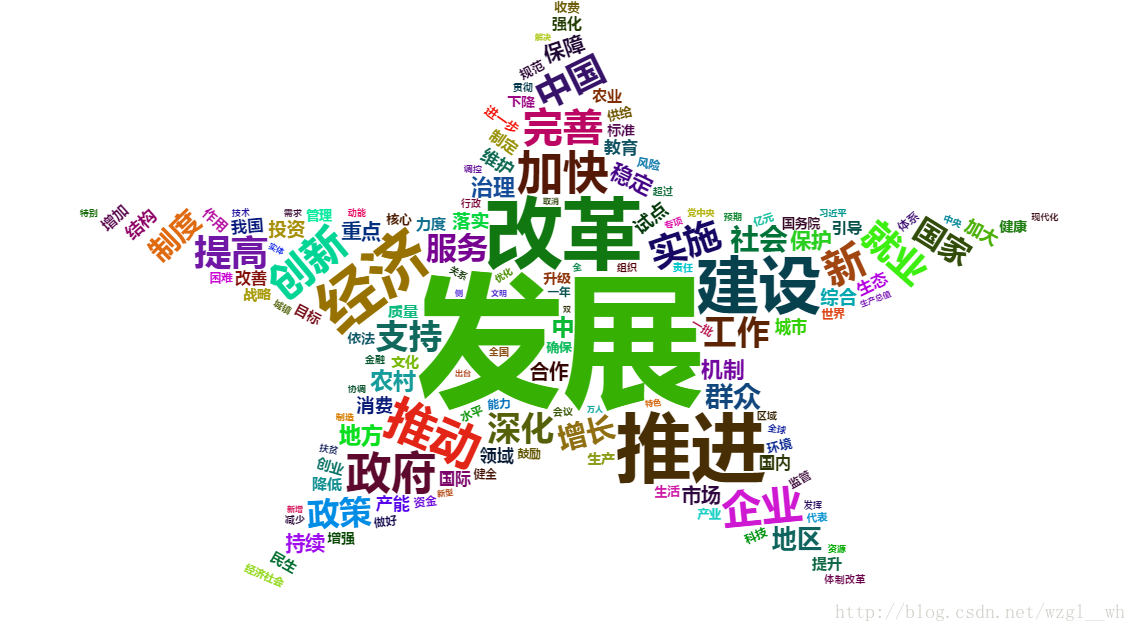 收费
强化
解决
保障
规范
中国
贯彻
下降
农业
进一步
供给
完善
标准
制定
教育
维护
风险
调控
加快
稳定
治理
超过
行政
取消
特别
增加
结构
制度
作用
技术
我国
需求
投资
管理
动能
重点
核心
力度
落实
改革
试点
专项
党中央
预期
亿元
国务院
习近平
引导
体系
中央
加大
健康
现代化
提高
实体
创新
经济
服务
实施
社会
保护
就业
国家
困难
改善
战略
城镇
目标
关系
优化
升级
全
组织
责任
建设
新
生态
生产总值
综合
世界
侧
文明
一年
双
质量
依法
支持
发展
中
确保
全国
一批
工作
城市
金融
文化
出台
合作
机制
农村
协调
消费
制造
地方
推动
水平
能力
会议
万人
特色
群众
区域
全球
环境
深化
增长
推进
国内
扶贫
创业
降低
政府
领域
鼓励
生产
国际
健全
新型
产能
资金
生活
市场
企业
监管
发挥
代表
产业
新增
减少
政策
做好
持续
增强
科技
地区
资源
提升
体制改革
民生
经济社会
http://blog.csdn.net/wzgl__wh